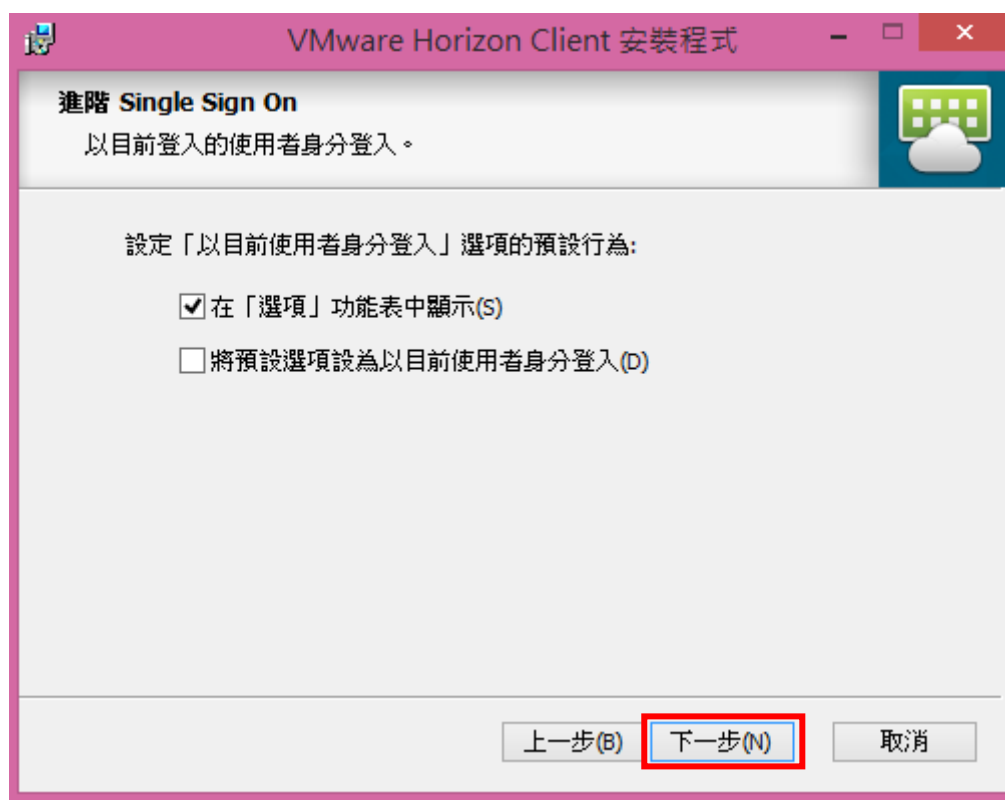 VMware Horizon Client 安裝程式
進階 Single Sign On
以目前登入的使用者身分登入。
設定「以目前使用者身分登入」選項的預設行為:
在「選項」功能表中顯示(S)
將預設選項設為以目前使用者身分登入(D)
上一步(B) 下一步(N) 取消